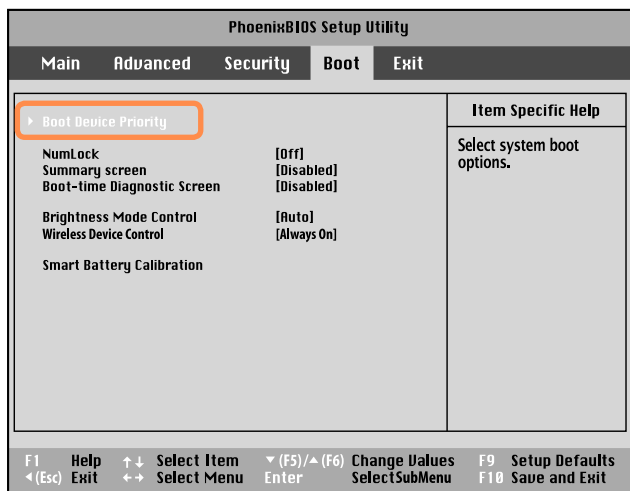 PhoenixBIOS Setup Utility
Main Advanced Security Boot Exit
Boot Device Priority
NumLock [Off]
Summary screen [Disabled]
Boot-time Diagnostic Screen [Disabled]
Brightness Mode Control [Auto]
Wireless Device Control [Always On]
Smart Battery Calibration
Item Specific Help
Select system boot
options.
F1 Help ↑↓ Select Item ▼(F5)/▲(F6) Change Values F9 Setup Defaults
◄(Esc) Exit ←→ Select Menu Enter SelectSubMenu F10 Save and Exit